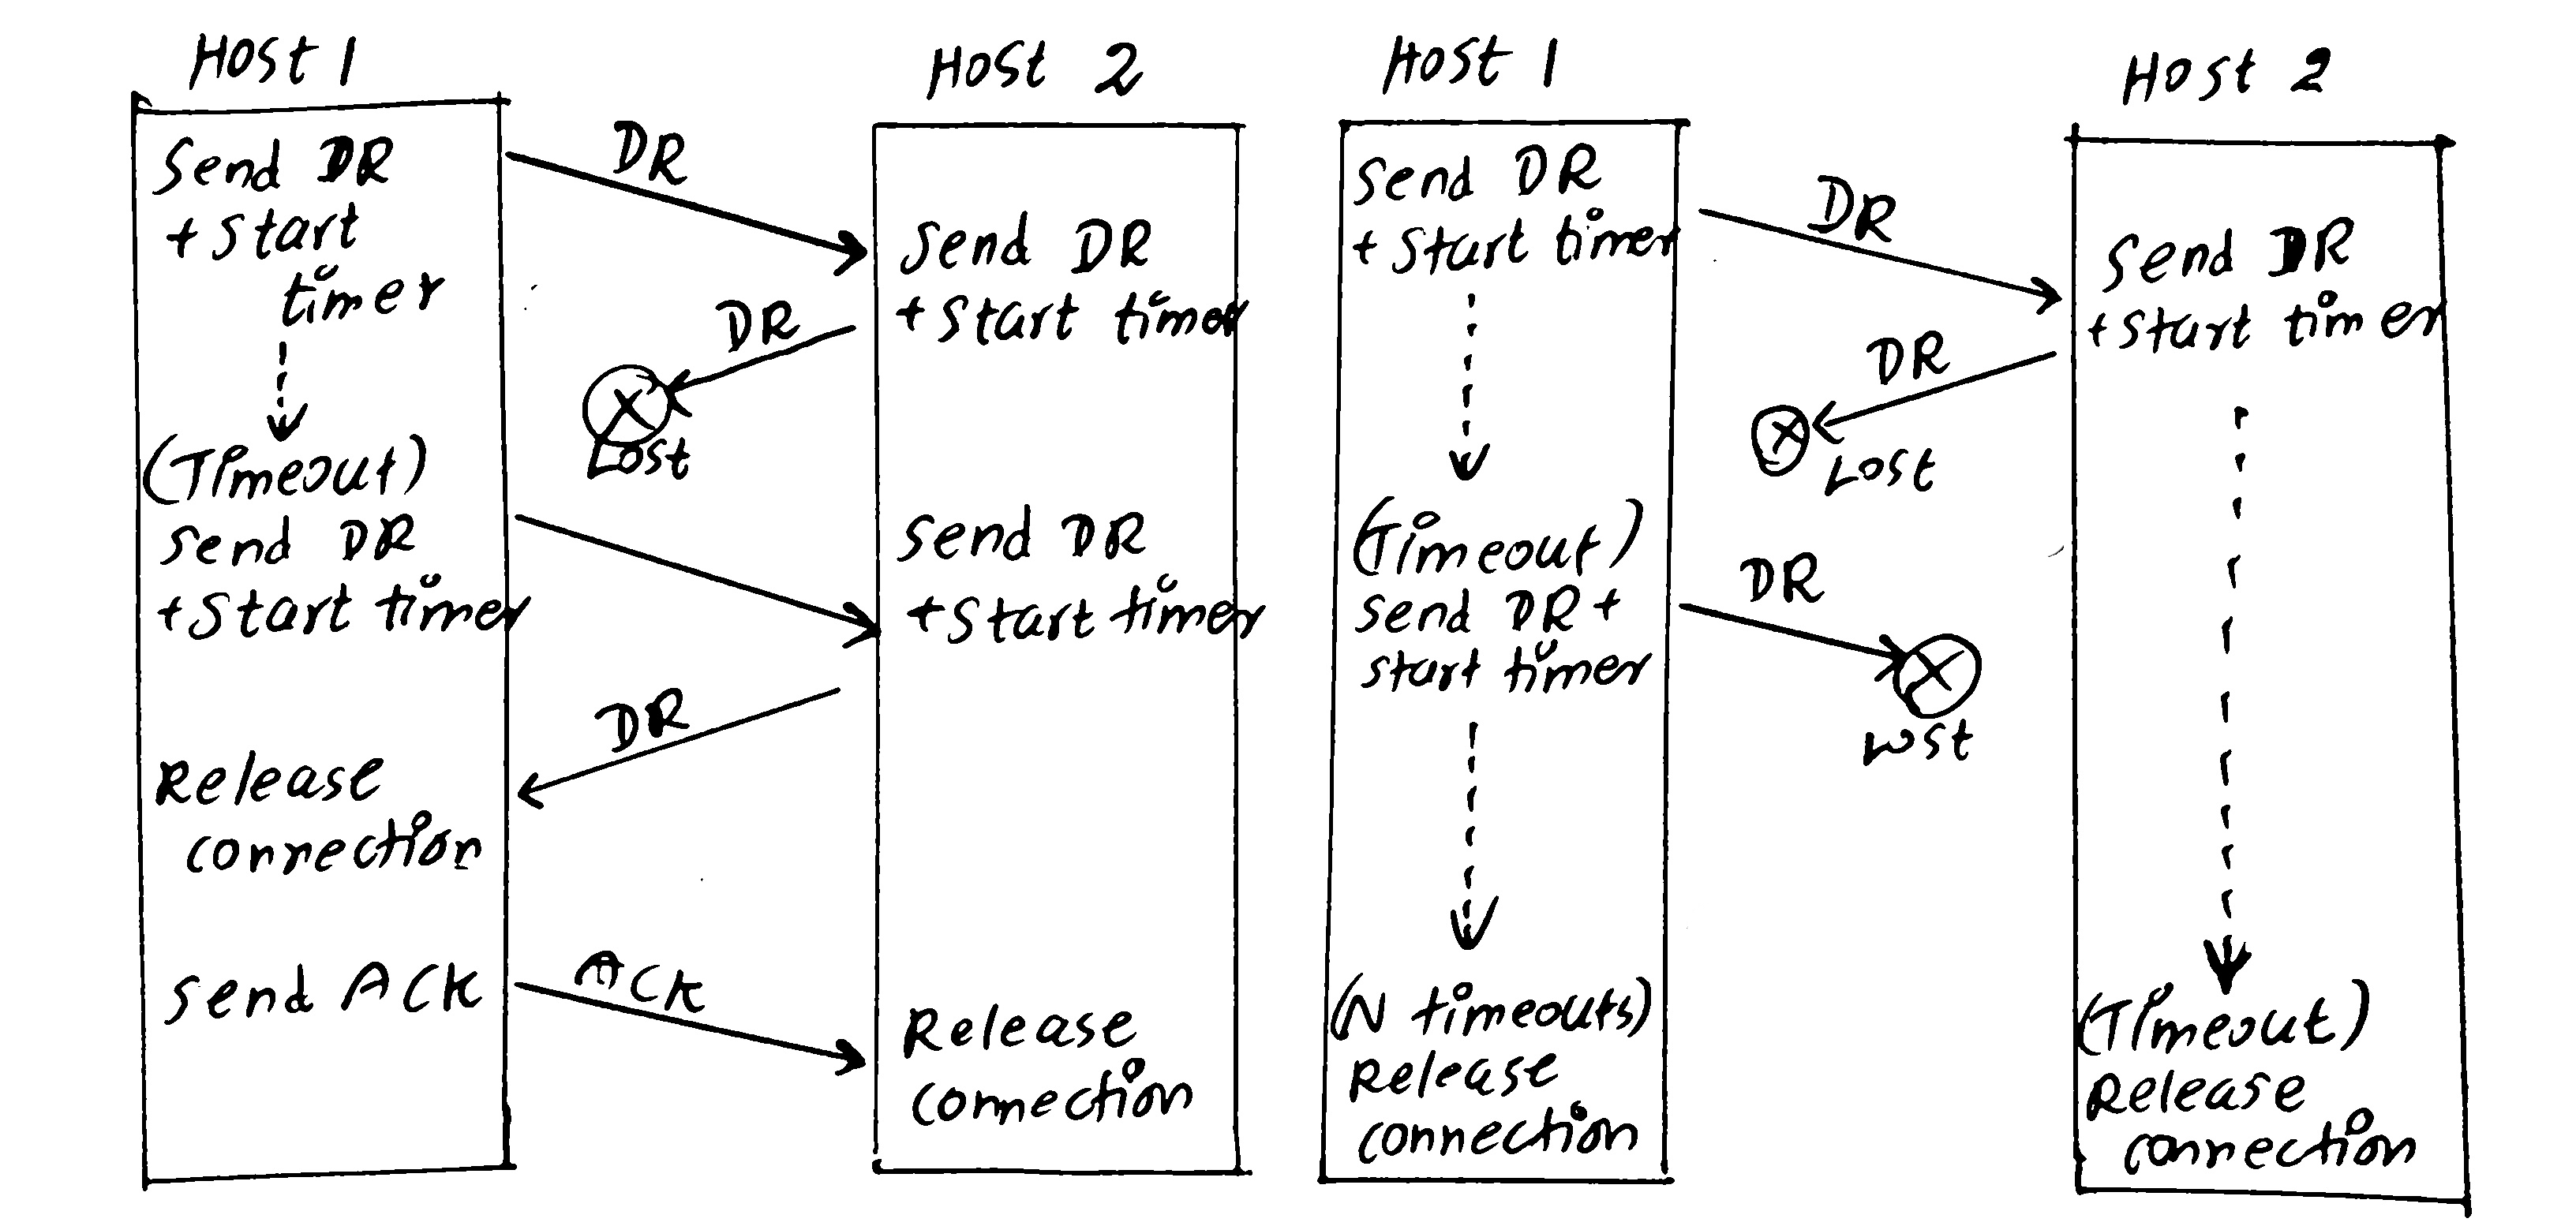 Host 1
Send DR
+ Start
timer
(Timeout)
Send DR
+ Start timer
Release
connection
Send ACK
DR
DR
Lost
DR
ACK
Host 2
Send DR
+ Start timer
Send DR
+ Start timer
Release
connection
Host 1
Send DR
+ Start timer
(Timeout)
Send DR +
start timer
(N timeouts)
Release
connection
DR
DR
Lost
DR
Lost
Host 2
Send DR
+ Start timer
(Timeout)
Release
connection